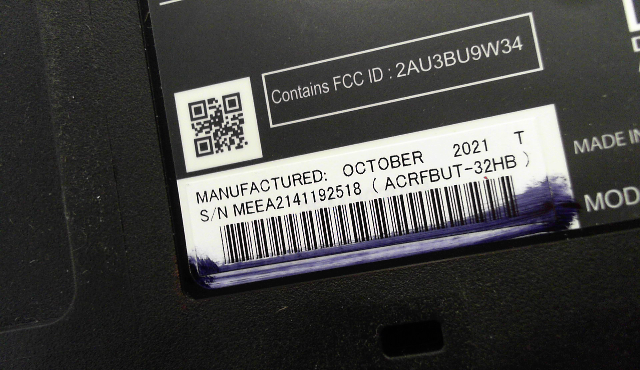 Contains FCC ID : 2AU3BU9W34
MANUFACTURED: OCTOBER 2021 T
S/N MEEA2141192518 ( ACRFBUT-32HB )
MADE IN
MOD